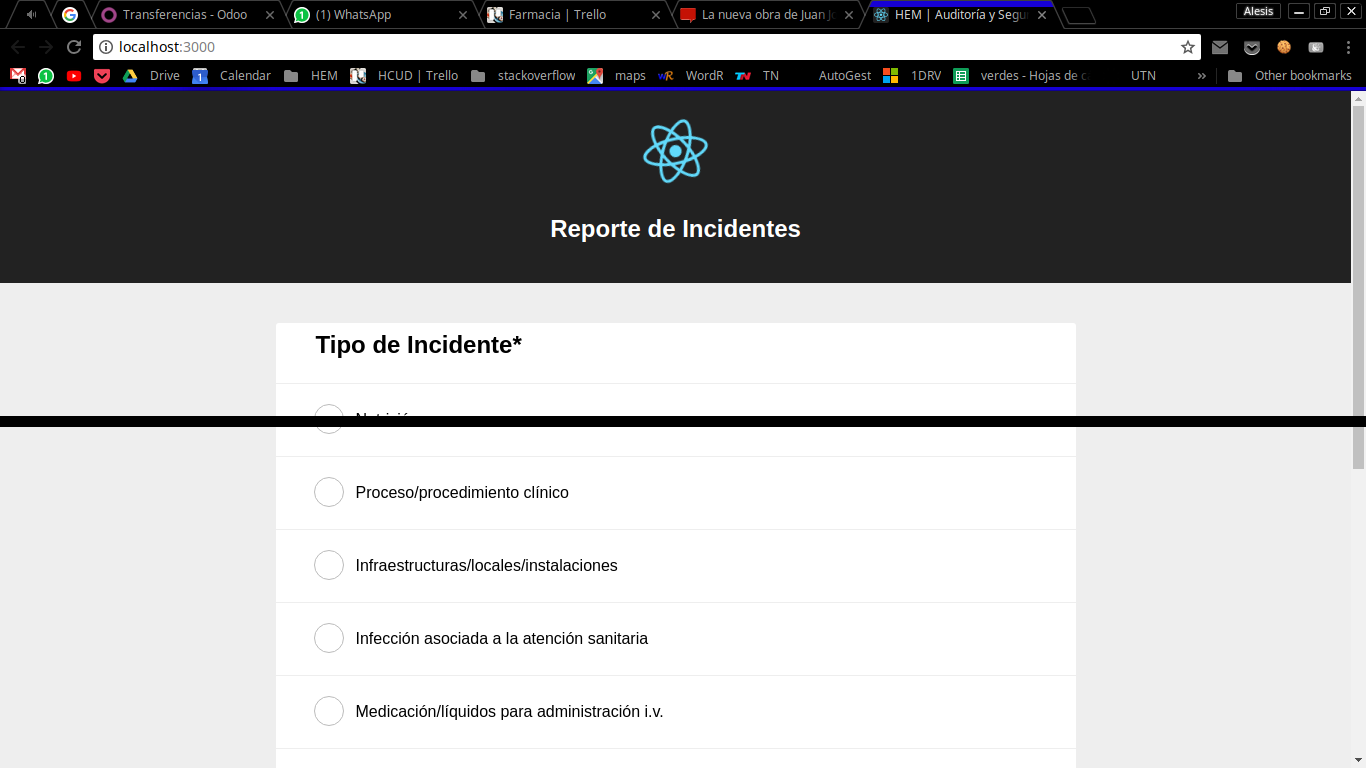 Transferencias - Odoo
(1) WhatsApp
Farmacia | Trello
La nueva obra de Juan
HEM | Auditoría y Segu
Alesis
localhost:3000
Drive
Calendar
HEM
HCUD | Trello
stackoverflow
maps
WordR
TN
AutoGest
1DRV
verdes - Hojas de
UTN
»
Other bookmarks
Reporte de Incidentes
Tipo de Incidente*
Proceso/procedimiento clínico
Infraestructuras/locales/instalaciones
Infección asociada a la atención sanitaria
Medicación/líquidos para administración i.v.